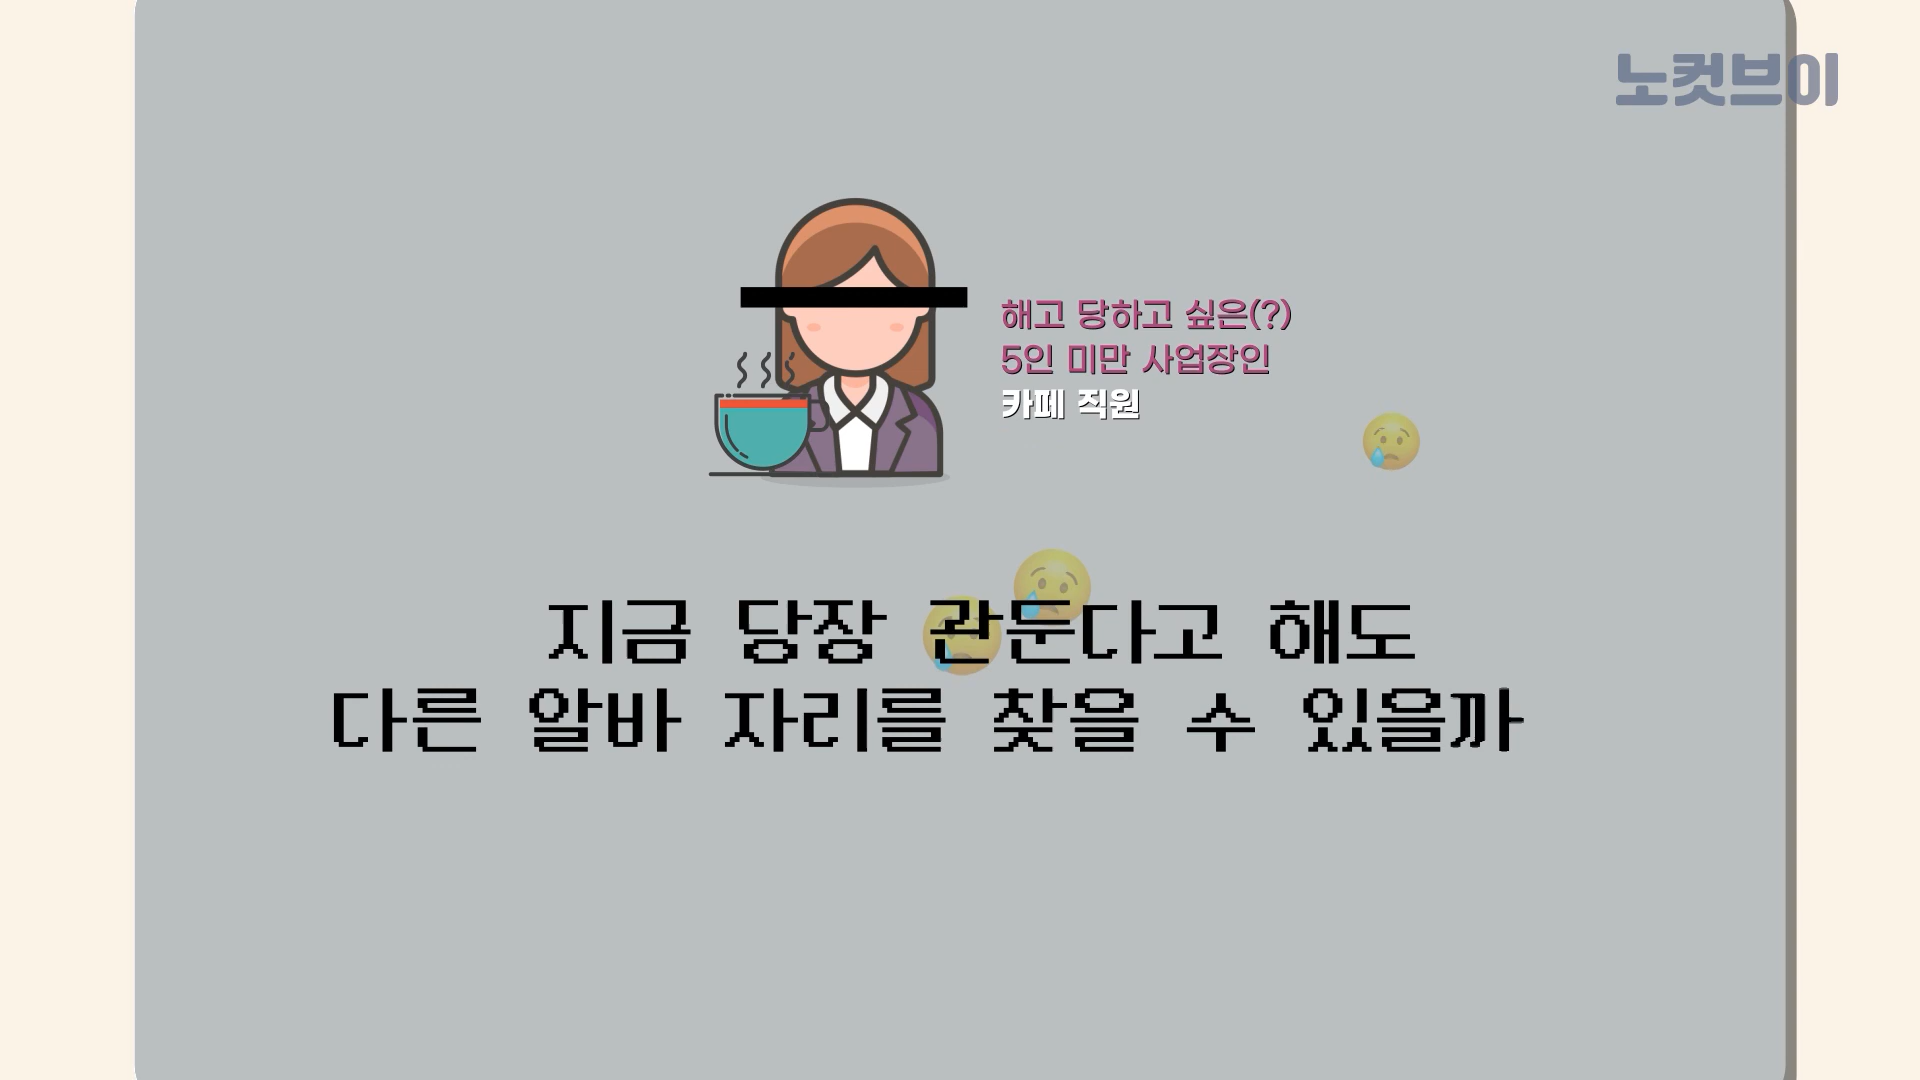 노컷브이
해고 당하고 싶은(?)
5인 미만 사업장인
카페 직원
지금 당장 관둔다고 해도
다른 알바 자리를 찾을 수 있을까